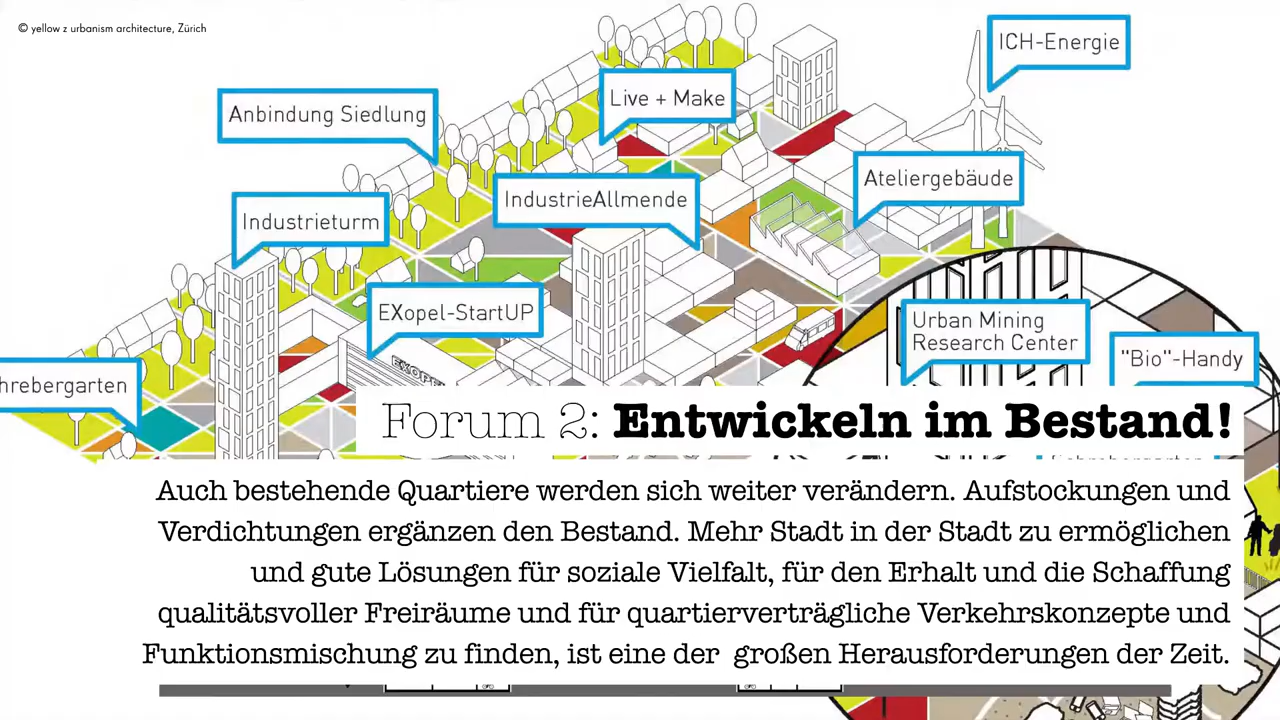 © yellow z urbanism architecture, Zürich
ICH-Energie
Live + Make
Anbindung Siedlung
Ateliergebäude
IndustrieAllmende
Industrieturm
EXopel-StartUP
Urban Mining
Research Center
"Bio"-Handy
hrebergarten
EXOPEL
Forum 2: Entwickeln im Bestand!
Auch bestehende Quartiere werden sich weiter verändern. Aufstockungen und
Verdichtungen ergänzen den Bestand. Mehr Stadt in der Stadt zu ermöglichen
und gute Lösungen für soziale Vielfalt, für den Erhalt und die Schaffung
qualitätsvoller Freiräume und für quartierverträgliche Verkehrskonzepte und
Funktionsmischung zu finden, ist eine der großen Herausforderungen der Zeit.